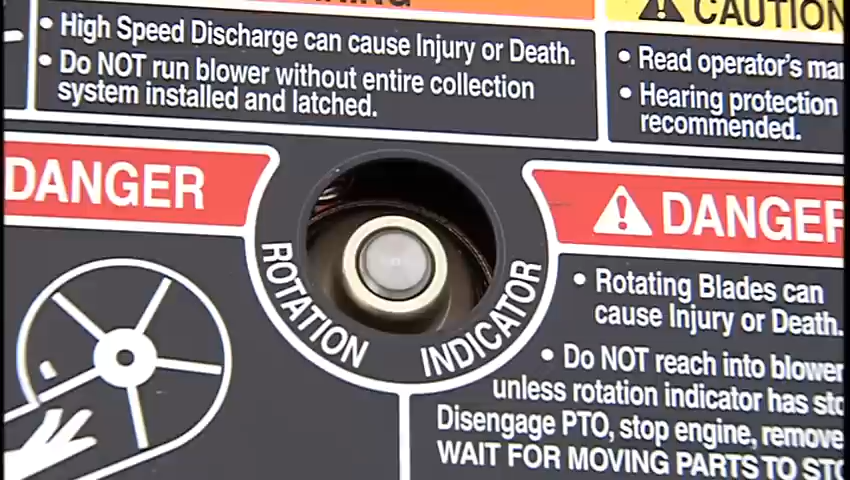 CAUTION
• High Speed Discharge can cause Injury or Death.
• Do NOT run blower without entire collection
system installed and latched.
• Read operator's
• Hearing protection
recommended.
DANGER
DANGER
ROTATION INDICATOR
• Rotating Blades can
cause Injury or Death.
• Do NOT reach into blower
unless rotation indicator has
Disengage PTO, stop engine, remove
WAIT FOR MOVING PARTS TO